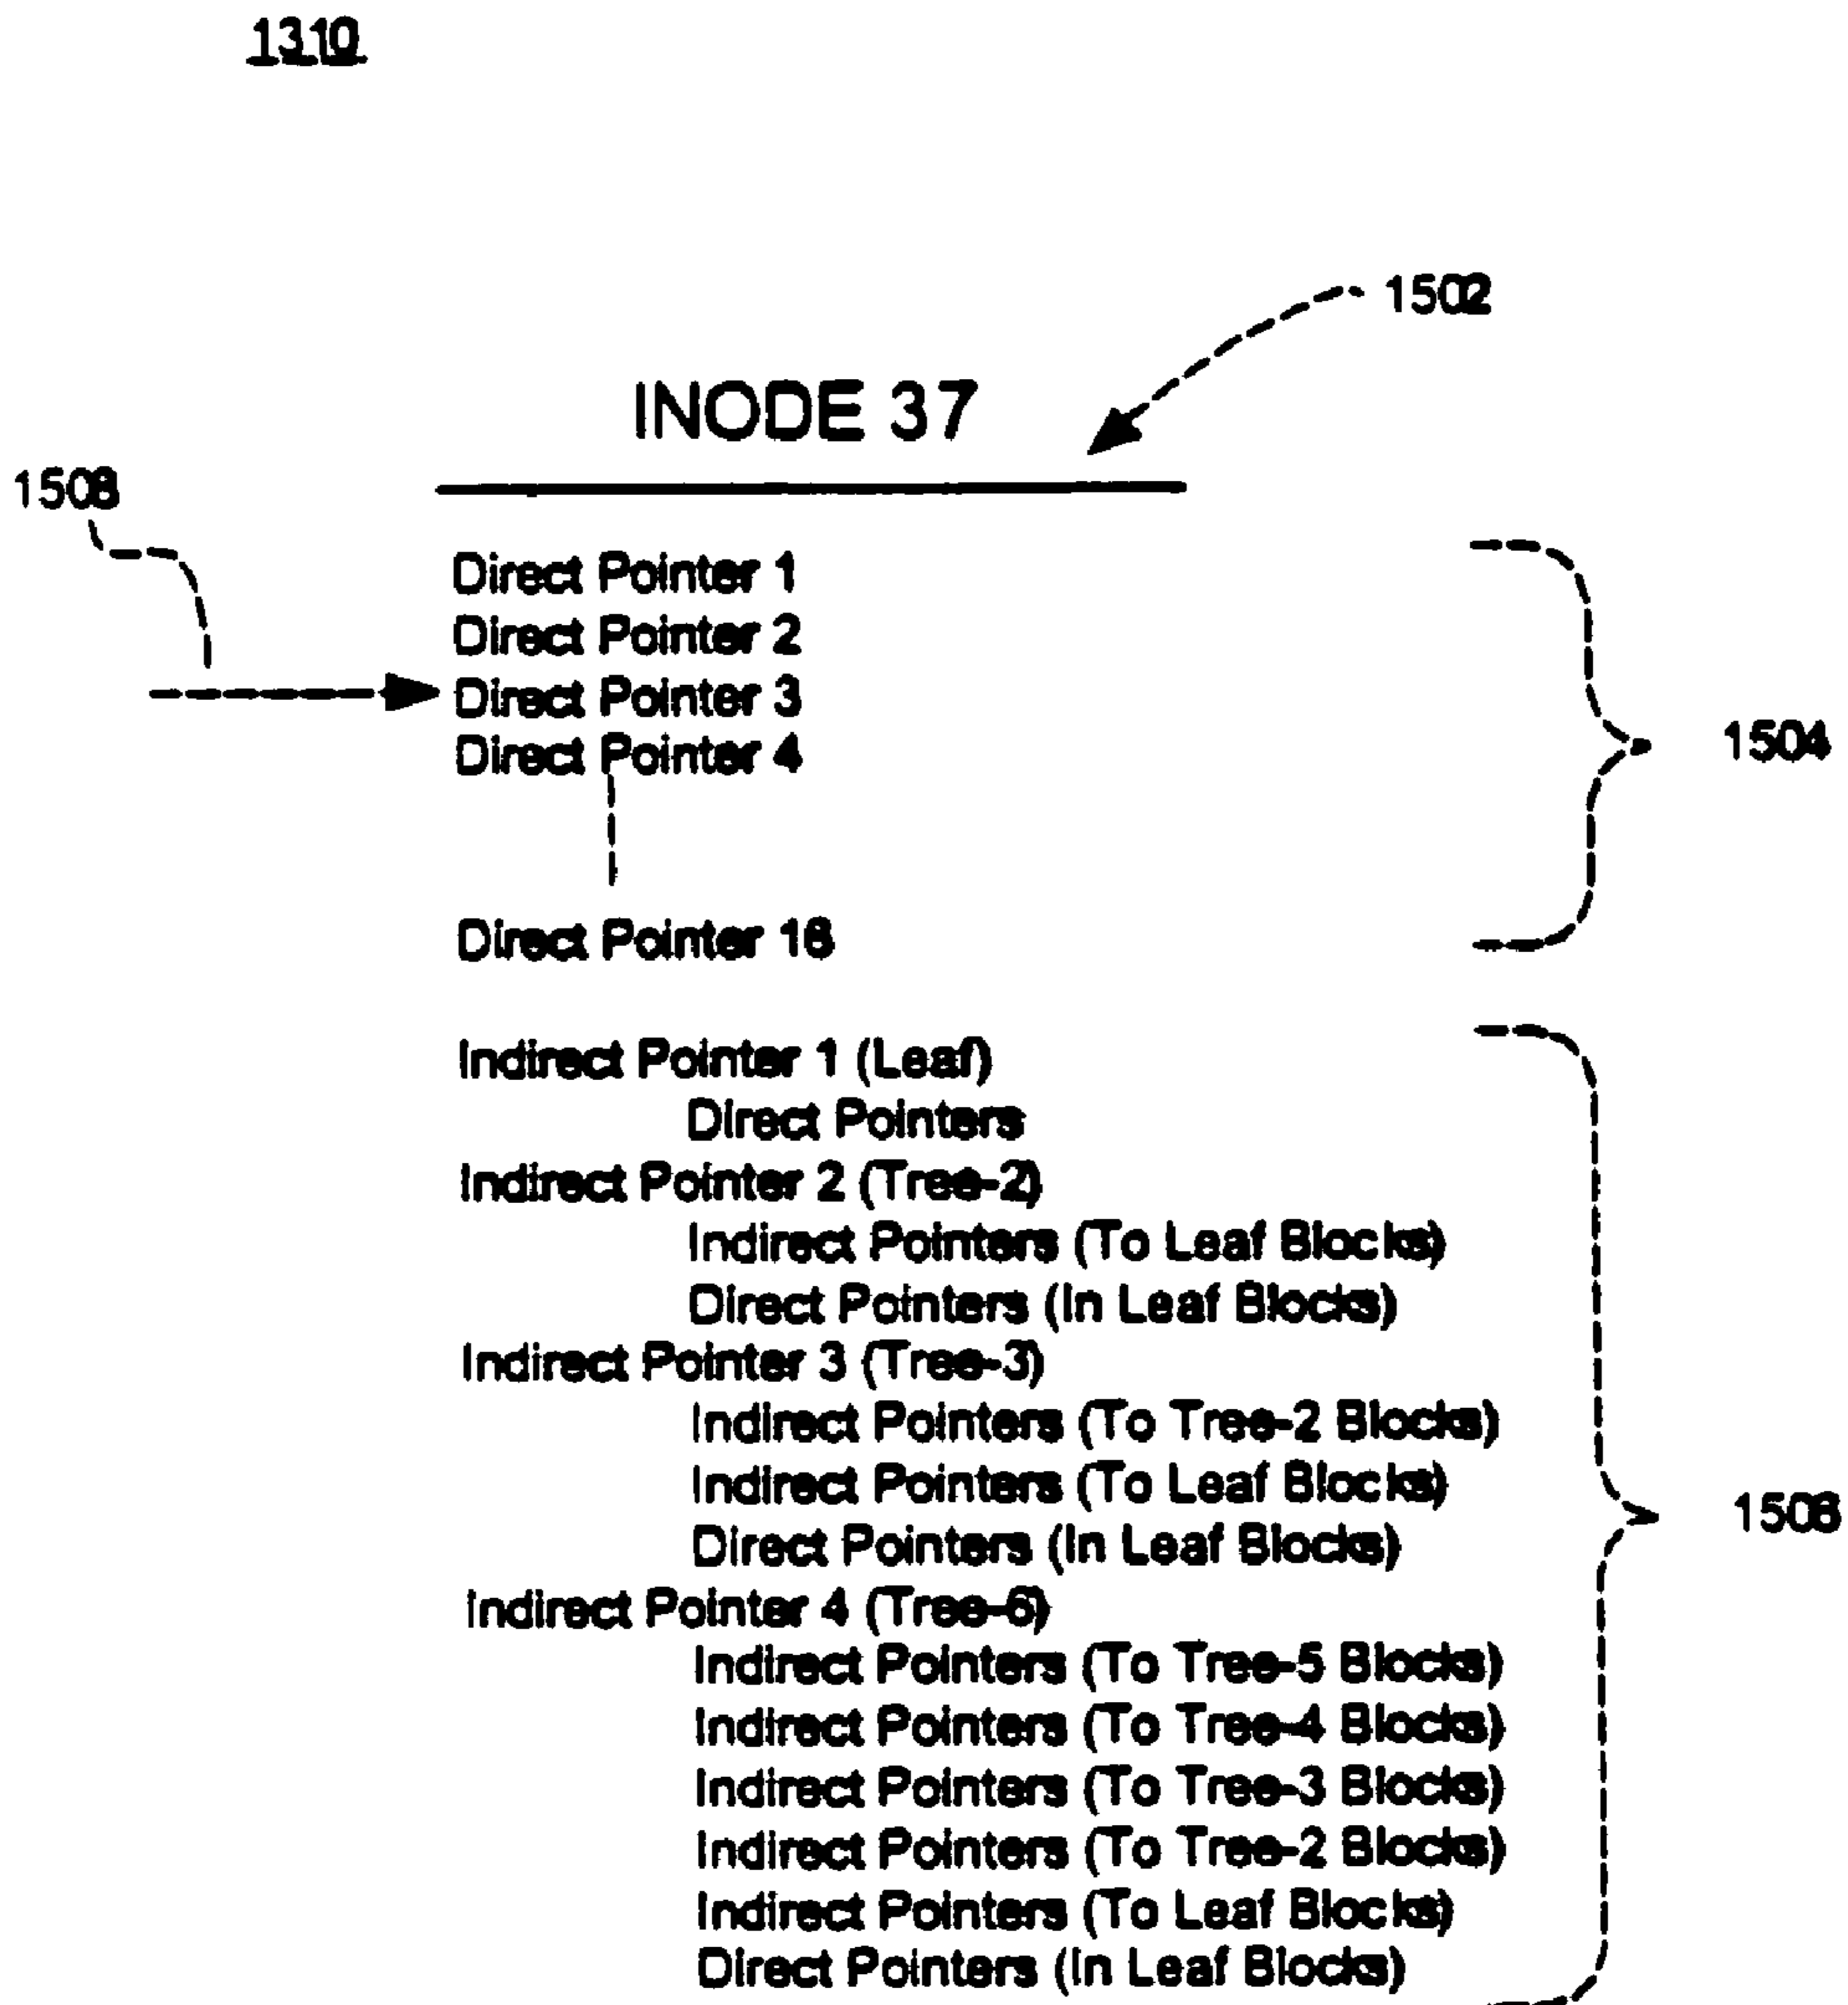 1310
1502
INODE 37
1508
Direct Pointer 1
Direct Pointer 2
Direct Pointer 3
Direct Pointer 4
1504
Direct Pointer 16
Indirect Pointer 1 (Leaf)
Direct Pointers
Indirect Pointer 2 (Tree-2)
Indirect Pointers (To Leaf Blocks)
Direct Pointers (In Leaf Blocks)
Indirect Pointer 3 (Tree-3)
Indirect Pointers (To Tree-2 Blocks)
Indirect Pointers (To Leaf Blocks)
1506
Direct Pointers (In Leaf Blocks)
Indirect Pointer 4 (Tree-6)
Indirect Pointers (To Tree-5 Blocks)
Indirect Pointers (To Tree-4 Blocks)
Indirect Pointers (To Tree-3 Blocks)
Indirect Pointers (To Tree-2 Blocks)
Indirect Pointers (To Leaf Blocks)
Direct Pointers (In Leaf Blocks)